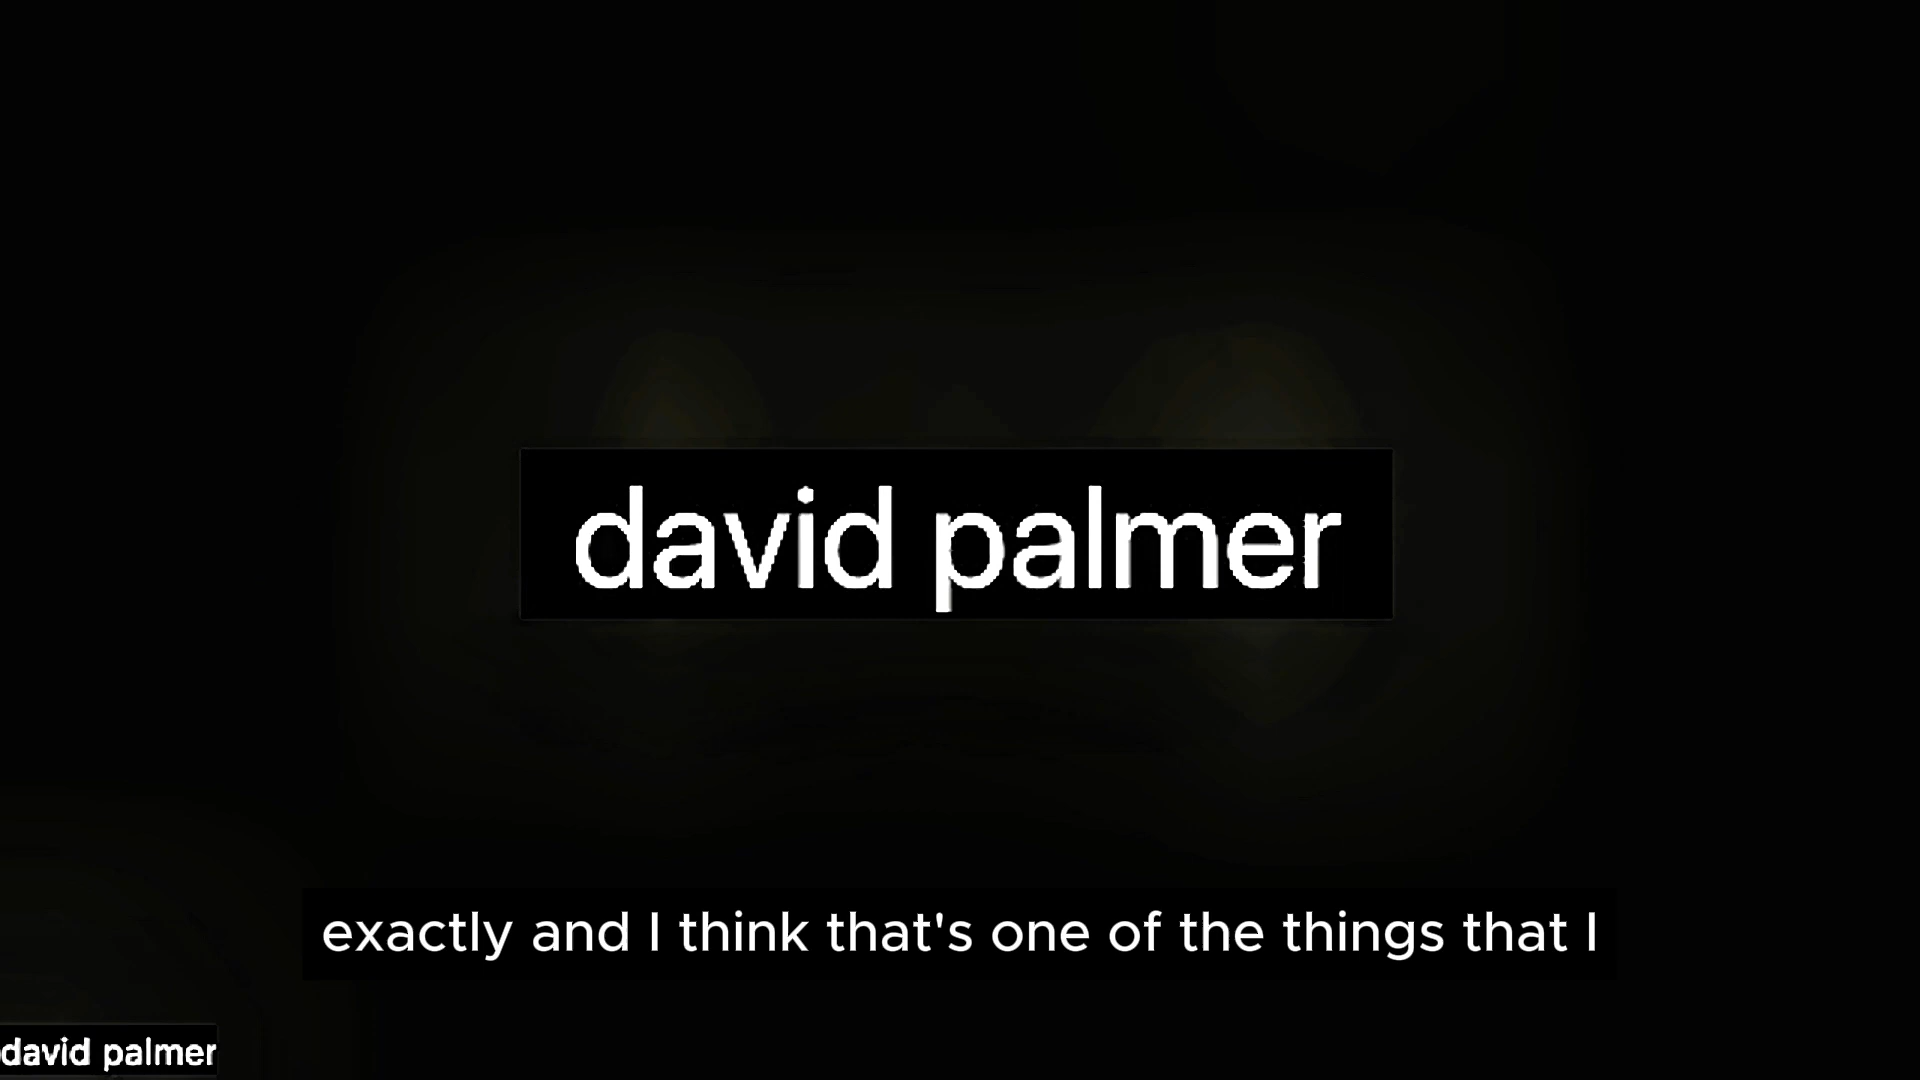 david palmer
exactly and I think that's one of the things that I
david palmer